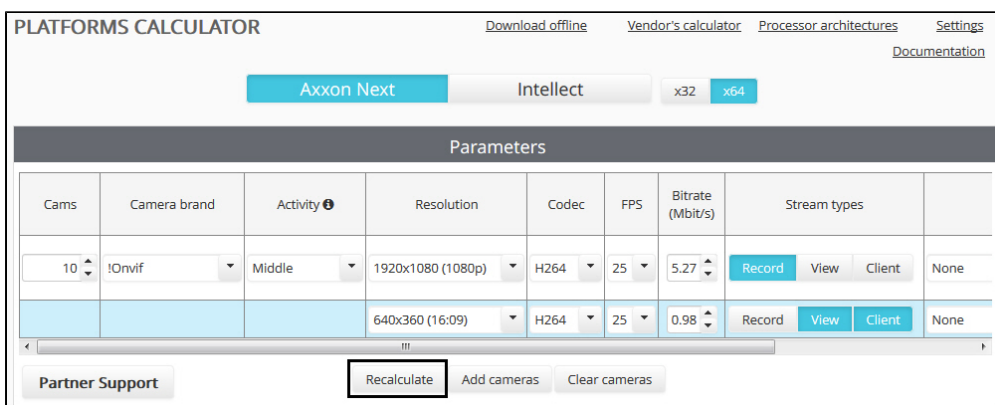 PLATFORMS CALCULATOR
Download offline Vendor's calculator Processor architectures Settings
Documentation
Axxon Next Intellect x32 x64
Parameters
Cams Camera brand Activity Resolution Codec FPS Bitrate (Mbit/s) Stream types
10 !Onvif Middle 1920x1080 (1080p) H264 25 5.27 Record View Client None
640x360 (16:09) H264 25 0.98 Record View Client None
Partner Support Recalculate Add cameras Clear cameras